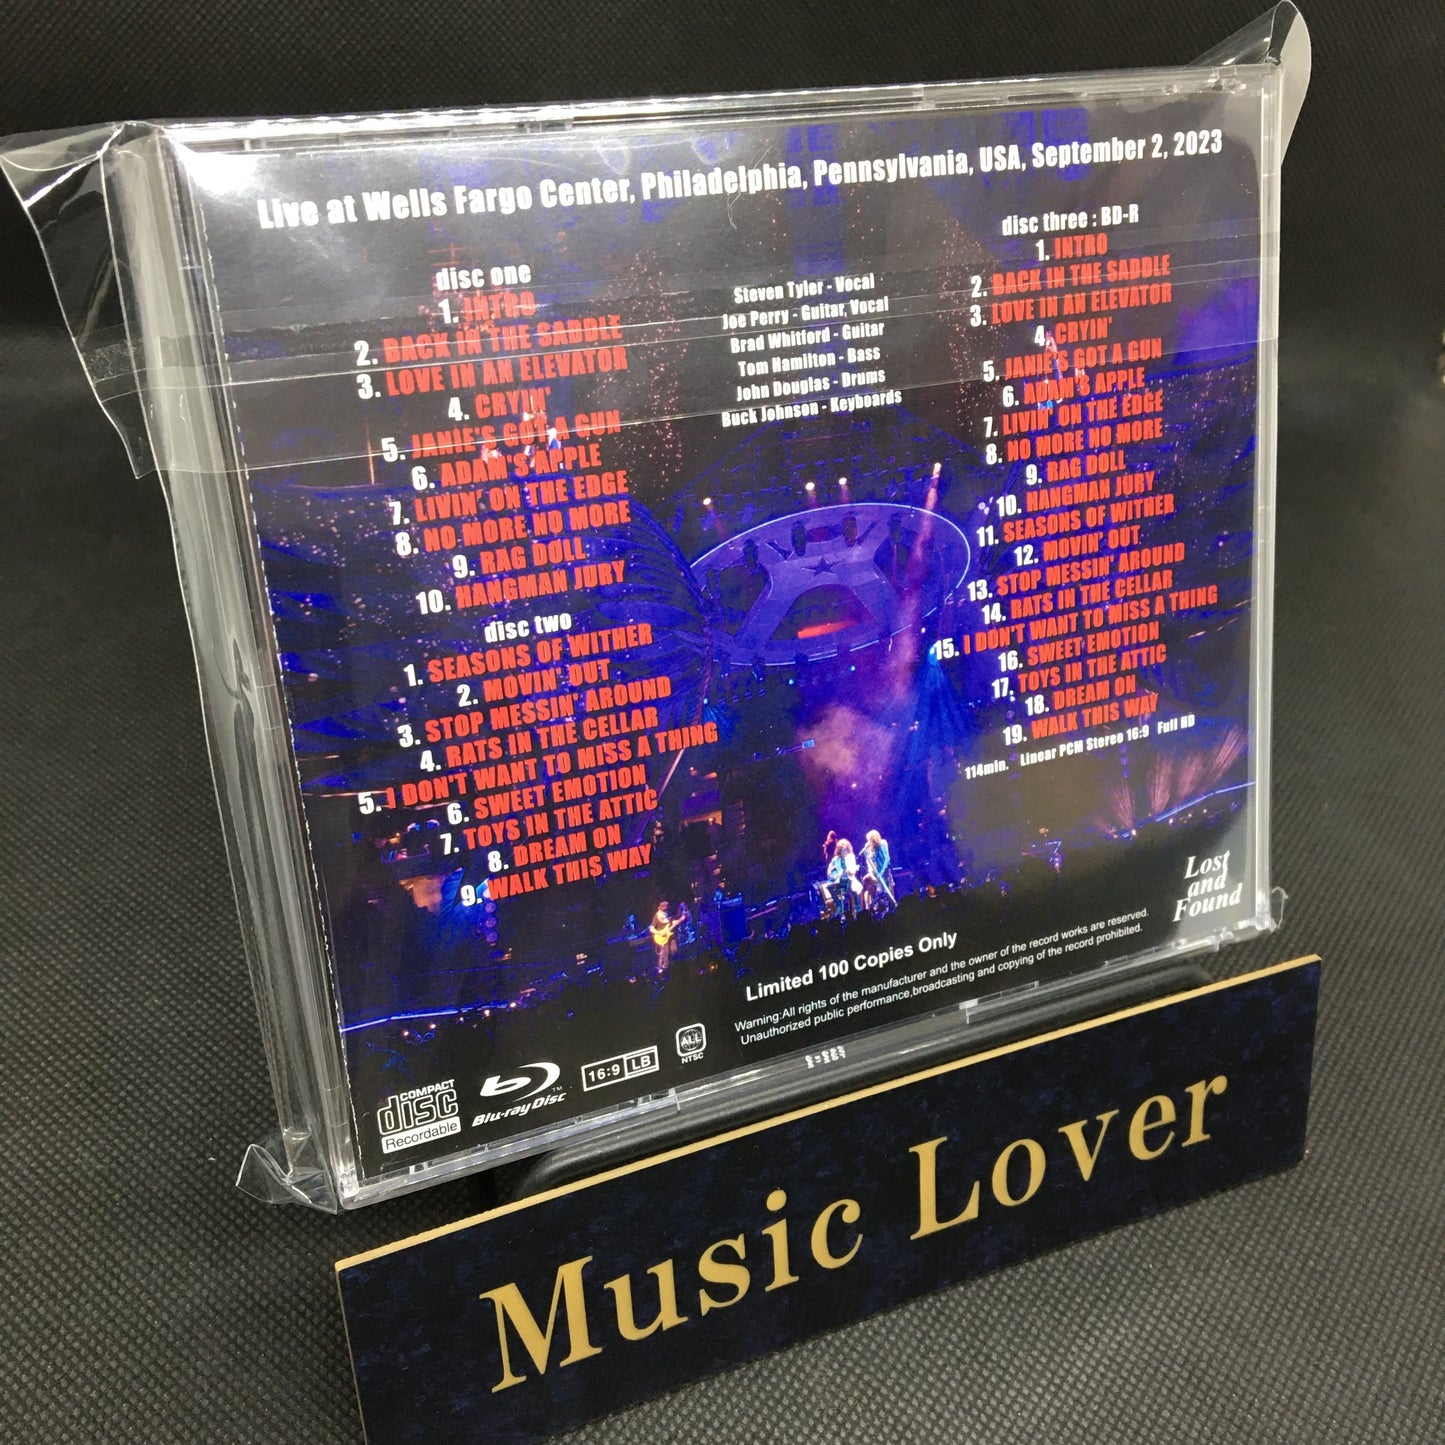 Live at Wells Fargo Center, Philadelphia, Pennsylvania, USA, September 2, 2023
disc one
1. INTRO
2. BACK IN THE SADDLE
3. LOVE IN AN ELEVATOR
4. CRYIN'
5. JANIE'S GOT A GUN
6. ADAM'S APPLE
7. LIVIN' ON THE EDGE
8. NO MORE NO MORE
9. RAG DOLL
10. HANGMAN JURY
disc two
1. SEASONS OF WITHER
2. MOVIN' OUT
3. STOP MESSIN' AROUND
4. RATS IN THE CELLAR
5. I DON'T WANT TO MISS A THING
6. SWEET EMOTION
7. TOYS IN THE ATTIC
8. DREAM ON
9. WALK THIS WAY
Steven Tyler - Vocal
Joe Perry - Guitar, Vocal
Brad Whitford - Guitar
Tom Hamilton - Bass
John Douglas - Drums
Buck Johnson - Keyboards
disc three : BD-R
1. INTRO
2. BACK IN THE SADDLE
3. LOVE IN AN ELEVATOR
4. CRYIN'
5. JANIE'S GOT A GUN
6. ADAM'S APPLE
7. LIVIN' ON THE EDGE
8. NO MORE NO MORE
9. RAG DOLL
10. HANGMAN JURY
11. SEASONS OF WITHER
12. MOVIN' OUT
13. STOP MESSIN' AROUND
14. RATS IN THE CELLAR
15. I DON'T WANT TO MISS A THING
16. SWEET EMOTION
17. TOYS IN THE ATTIC
18. DREAM ON
19. WALK THIS WAY
114min. Linear PCM Stereo 16:9 Full HD
Lost
and
Found
Limited 100 Copies Only
Warning:All rights of the manufacturer and the owner of the record works are reserved.
Unauthorized public performance,broadcasting and copying of the record prohibited.
COMPACT
disc
Recordable
Blu-ray Disc TM
16:9 LB
ALL
NTSC
Music Lover